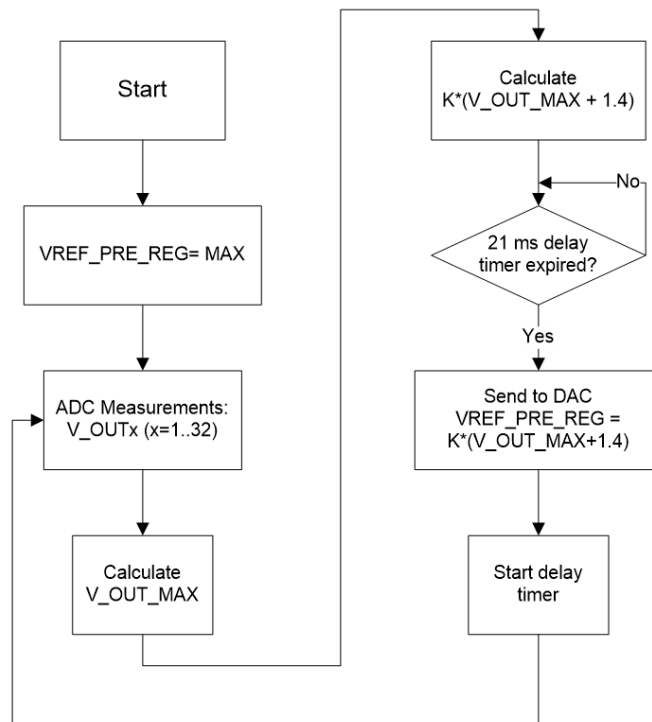 Start
VREF_PRE_REG= MAX
ADC Measurements:
V_OUTx (x=1..32)
Calculate
V_OUT_MAX
Calculate
K*(V_OUT_MAX + 1.4)
No
21 ms delay
timer expired?
Yes
Send to DAC
VREF_PRE_REG =
K*(V_OUT_MAX+1.4)
Start delay
timer